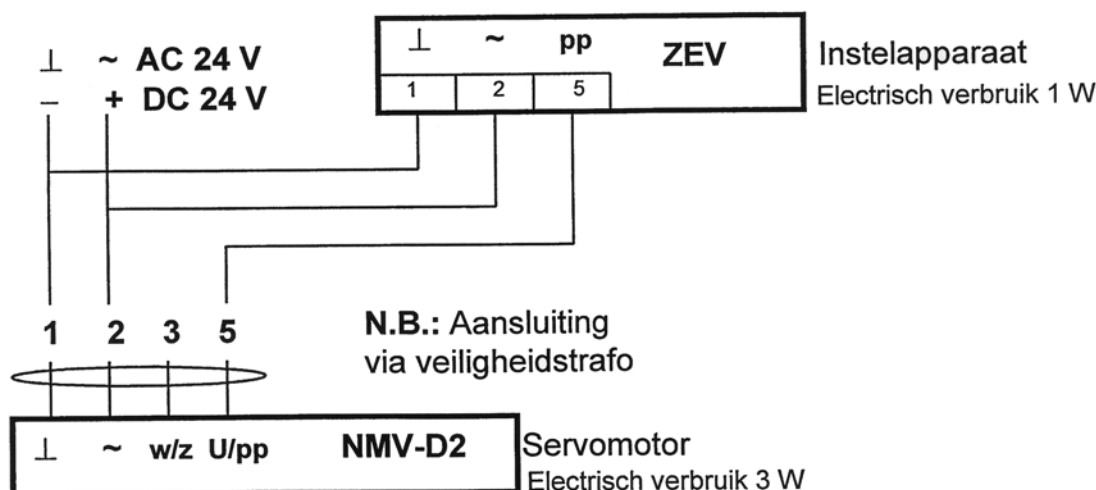 ⊥ ~ AC 24 V
– + DC 24 V
⊥ ~ pp ZEV
1 2 5
Instelapparaat
Electrisch verbruik 1 W
1 2 3 5
N.B.: Aansluiting
via veiligheidstrafo
⊥ ~ w/z U/pp NMV-D2
Servomotor
Electrisch verbruik 3 W